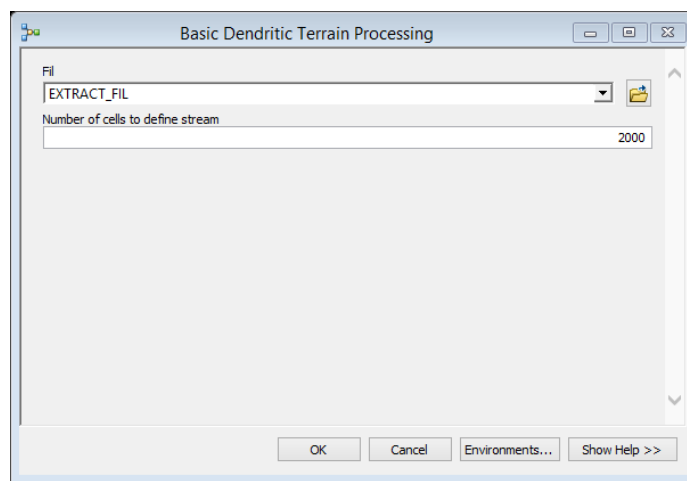 Basic Dendritic Terrain Processing
Fil
EXTRACT_FIL
Number of cells to define stream
2000
OK Cancel Environments... Show Help >>